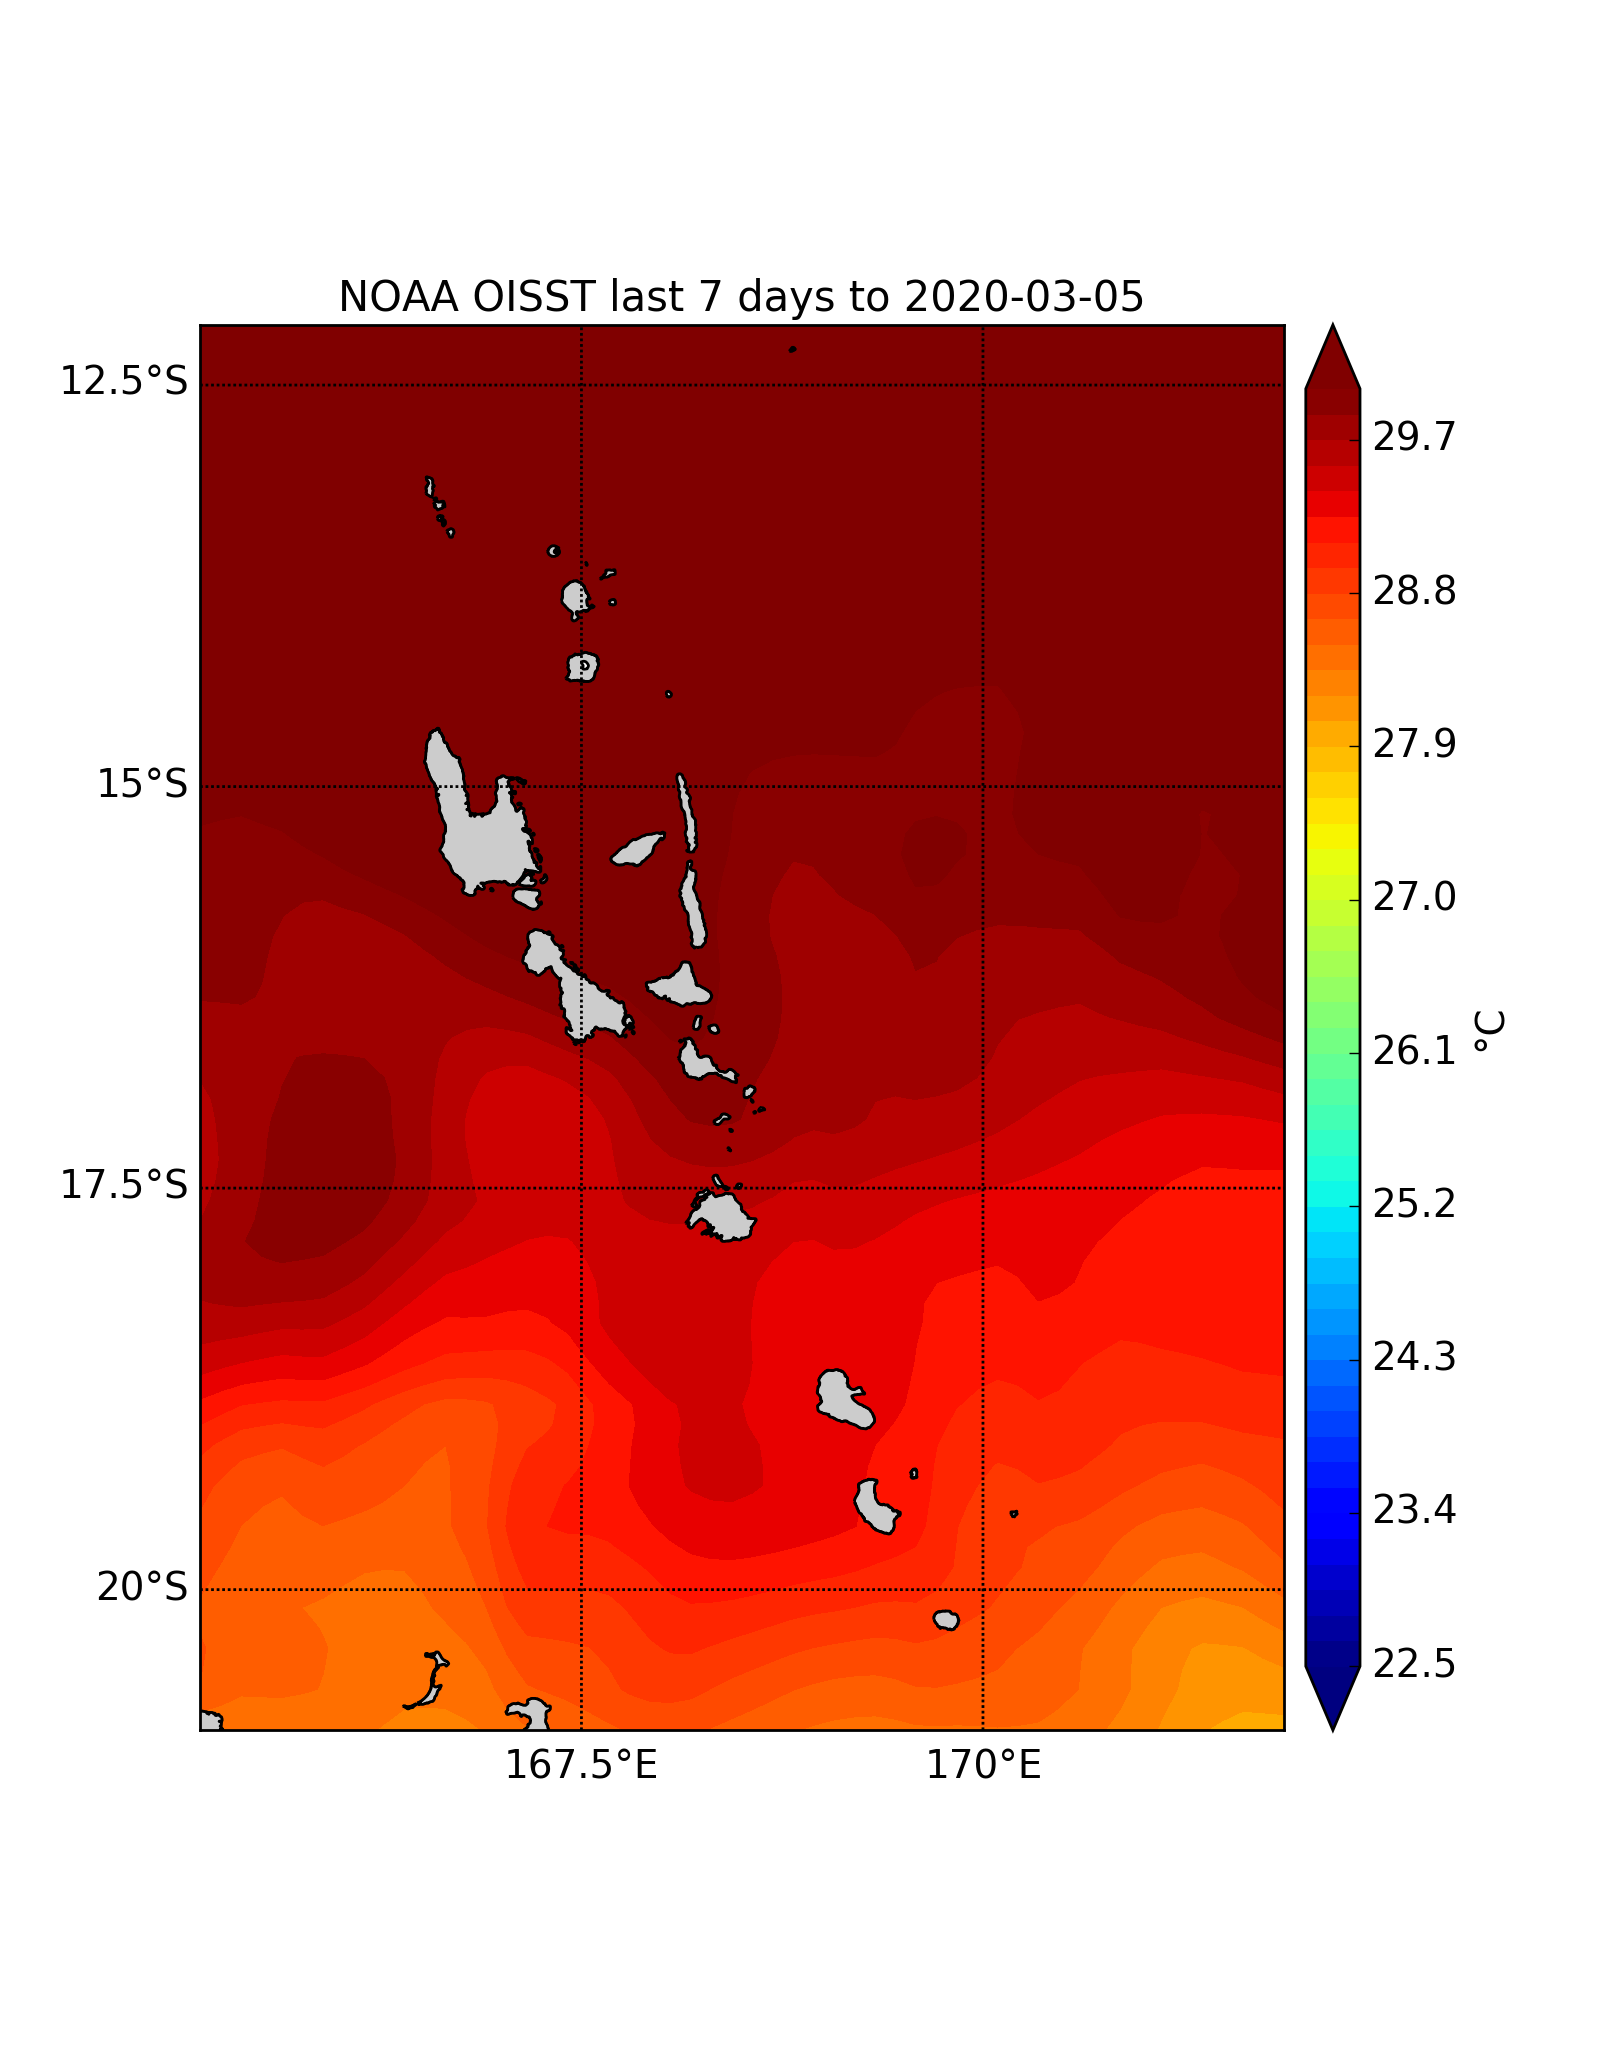 NOAA OISST last 7 days to 2020-03-05
12.5°S
15°S
17.5°S
20°S
167.5°E
170°E
29.7
28.8
27.9
27.0
26.1
25.2
24.3
23.4
22.5
°C